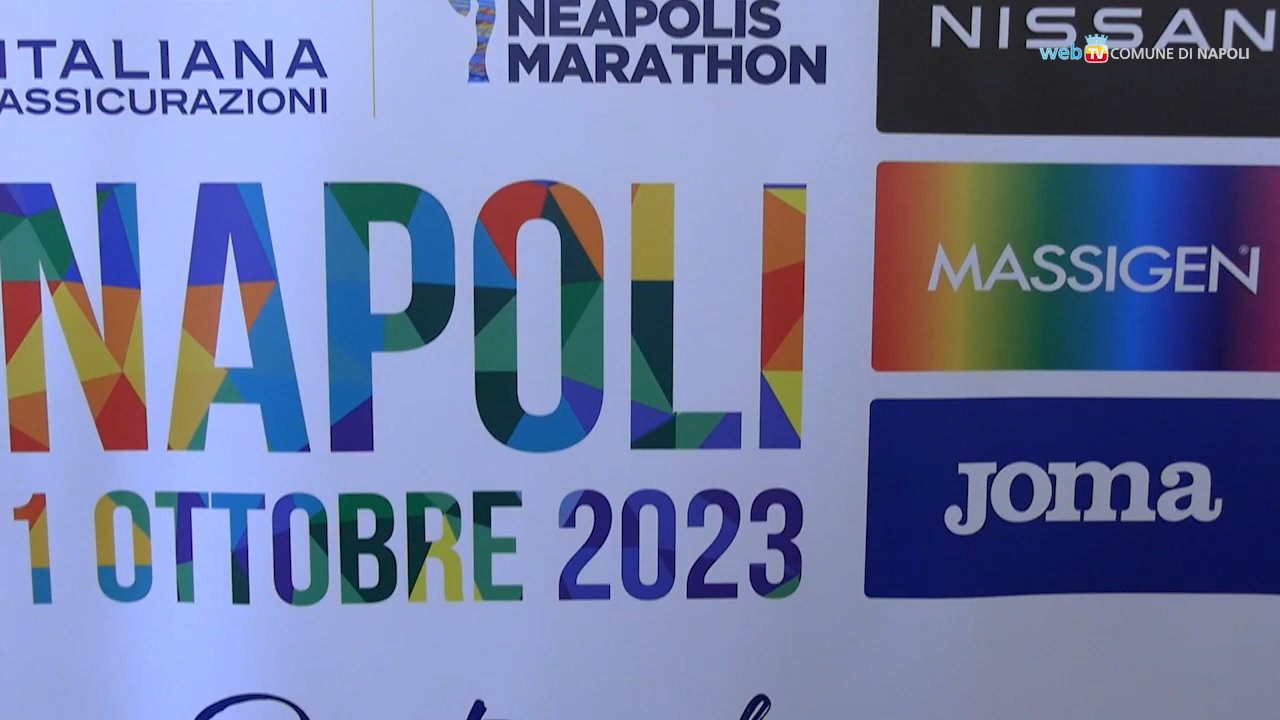 ITALIANA
ASSICURAZIONI
NEAPOLIS
MARATHON
NISSAN
web TV COMUNE DI NAPOLI
NAPOLI
1 OTTOBRE 2023
MASSIGEN®
Joma